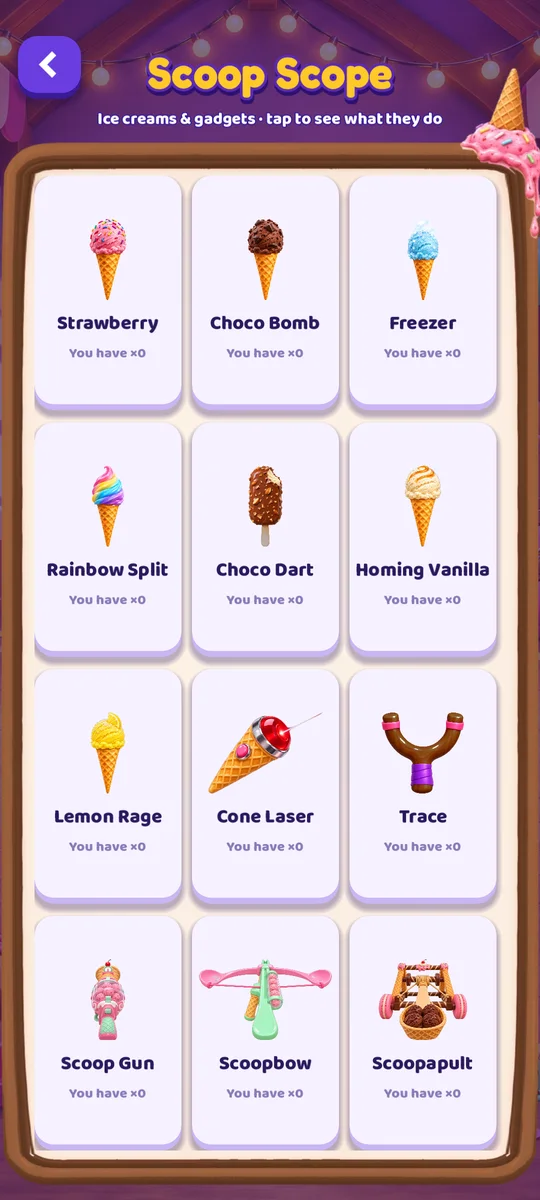 Scoop Scope
Ice creams & gadgets · tap to see what they do
Strawberry
You have ×0
Choco Bomb
You have ×0
Freezer
You have ×0
Rainbow Split
You have ×0
Choco Dart
You have ×0
Homing Vanilla
You have ×0
Lemon Rage
You have ×0
Cone Laser
You have ×0
Trace
You have ×0
Scoop Gun
You have ×0
Scoopbow
You have ×0
Scoopapult
You have ×0